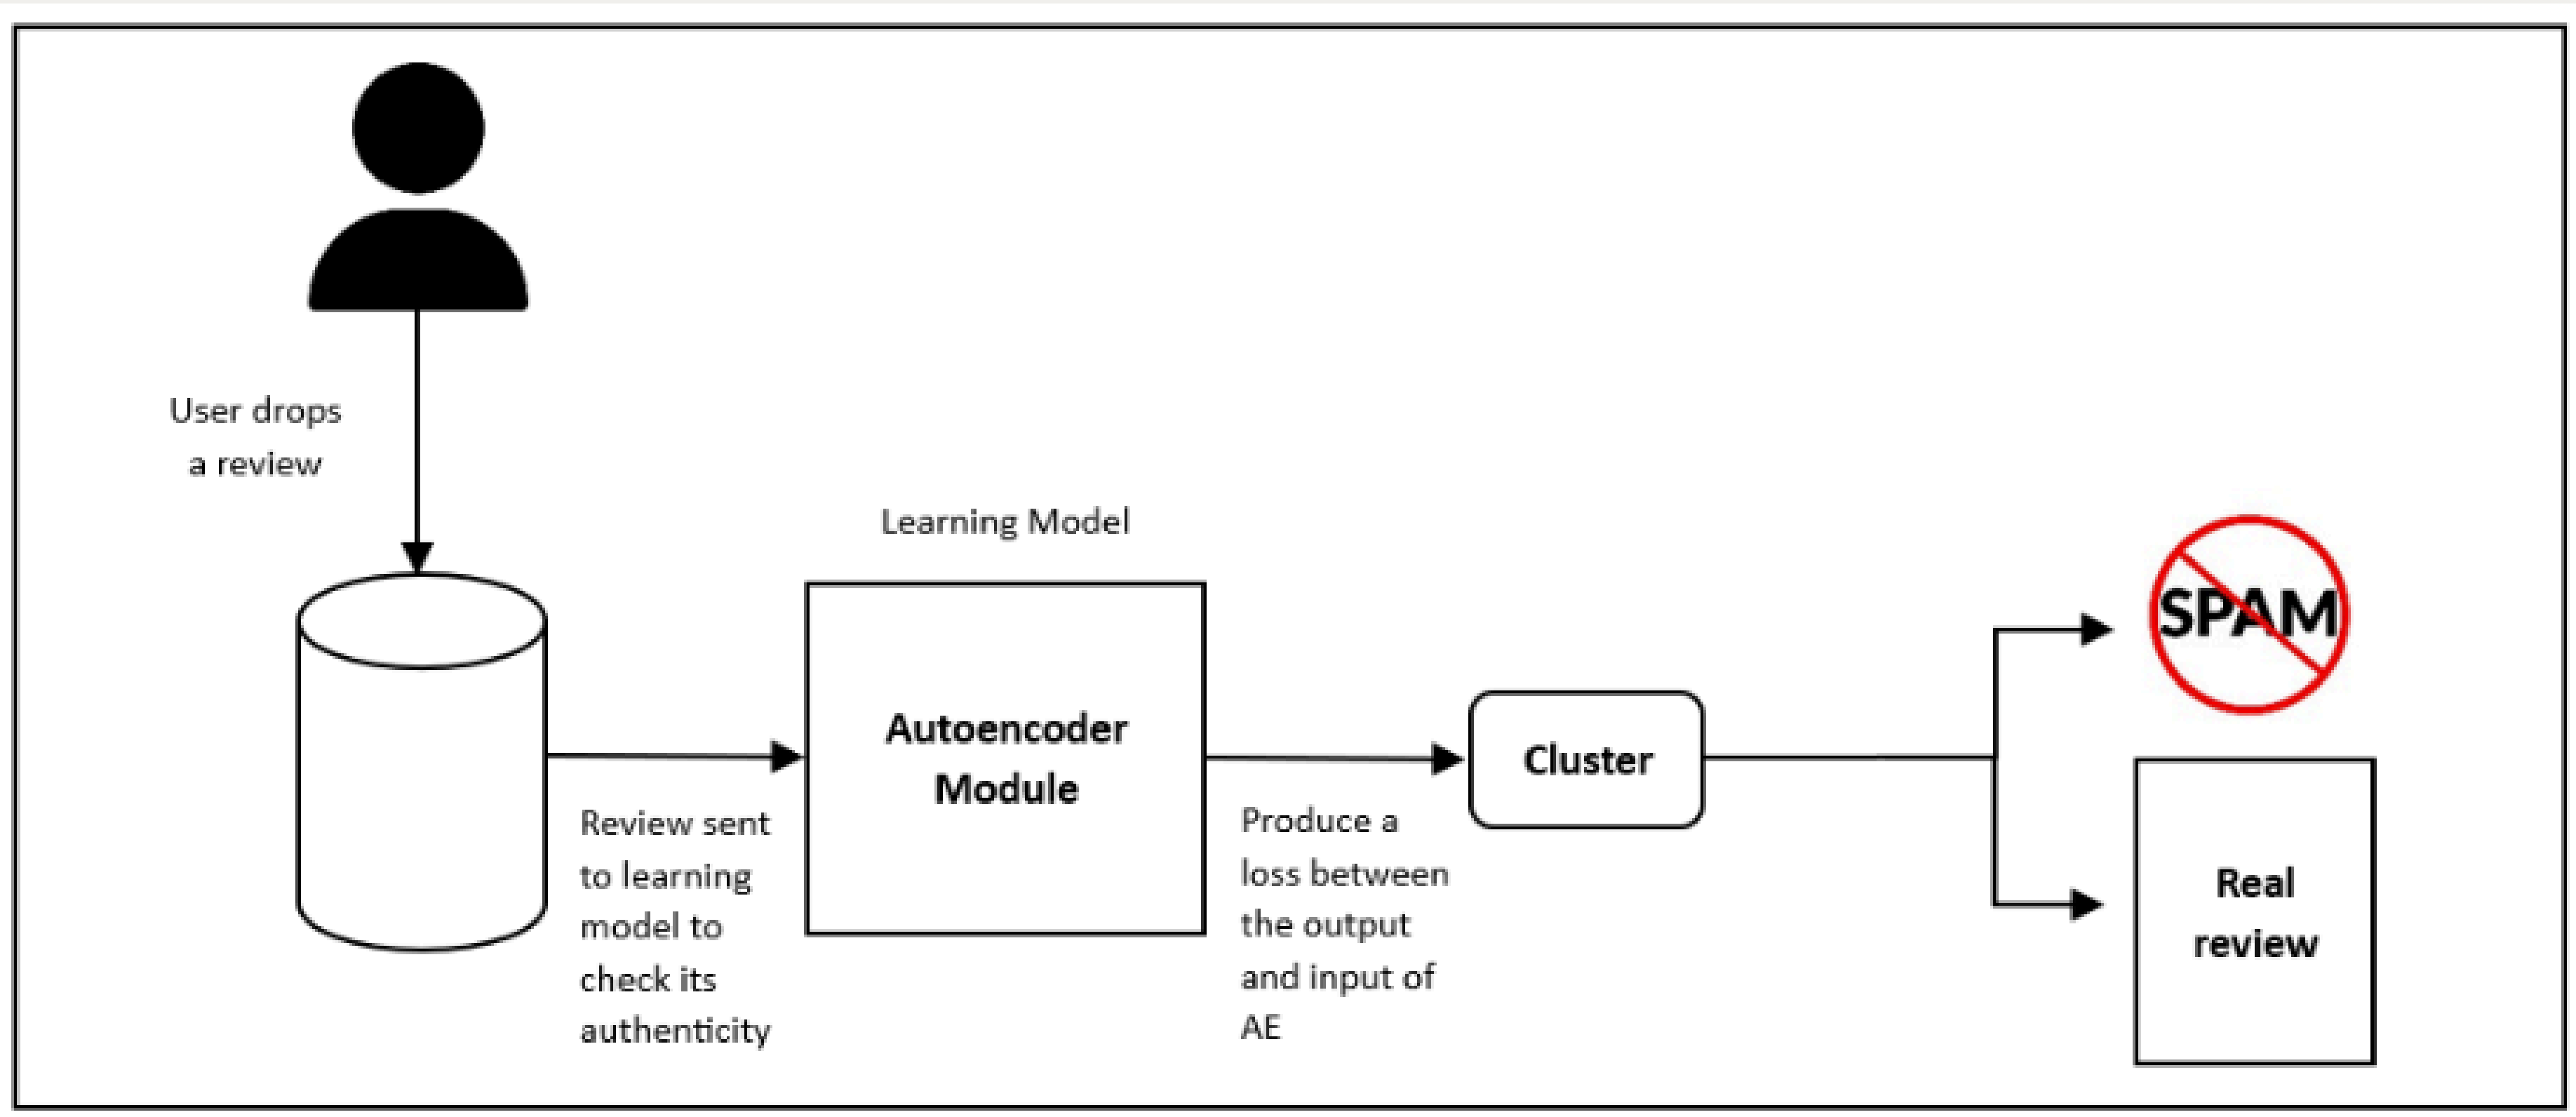 User drops
a review
Learning Model
Autoencoder
Module
Review sent
to learning
model to
check its
authenticity
Produce a
loss between
the output
and input of
AE
Cluster
SPAM
Real
review